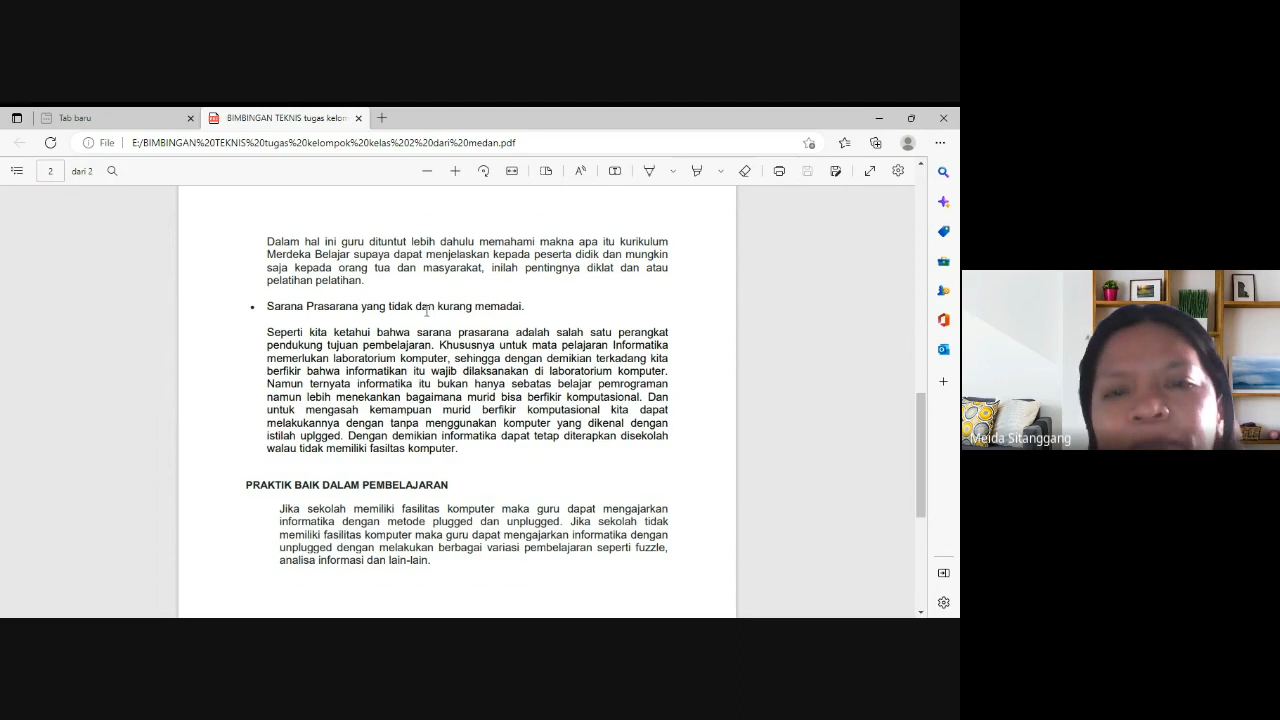 Tab baru
BIMBINGAN TEKNIS tugas kelom
File
E:/BIMBINGAN%20TEKNIS%20tugas%20kelompok%20kelas%202%20dari%20medan.pdf
2 dari 2
Dalam hal ini guru dituntut lebih dahulu memahami makna apa itu kurikulum
Merdeka Belajar supaya dapat menjelaskan kepada peserta didik dan mungkin
saja kepada orang tua dan masyarakat, inilah pentingnya diklat dan atau
pelatihan pelatihan.
• Sarana Prasarana yang tidak dan kurang memadai.
Seperti kita ketahui bahwa sarana prasarana adalah salah satu perangkat
pendukung tujuan pembelajaran. Khususnya untuk mata pelajaran Informatika
memerlukan laboratorium komputer, sehingga dengan demikian terkadang kita
berfikir bahwa informatikan itu wajib dilaksanakan di laboratorium komputer.
Namun ternyata informatika itu bukan hanya sebatas belajar pemrograman
namun lebih menekankan bagaimana murid bisa berfikir komputasional. Dan
untuk mengasah kemampuan murid berfikir komputasional kita dapat
melakukannya dengan tanpa menggunakan komputer yang dikenal dengan
istilah uplgged. Dengan demikian informatika dapat tetap diterapkan disekolah
walau tidak memiliki fasiltas komputer.
PRAKTIK BAIK DALAM PEMBELAJARAN
Jika sekolah memiliki fasilitas komputer maka guru dapat mengajarkan
informatika dengan metode plugged dan unplugged. Jika sekolah tidak
memiliki fasilitas komputer maka guru dapat mengajarkan informatika dengan
unplugged dengan melakukan berbagai variasi pembelajaran seperti fuzzle,
analisa informasi dan lain-lain.
Meida Sitanggang